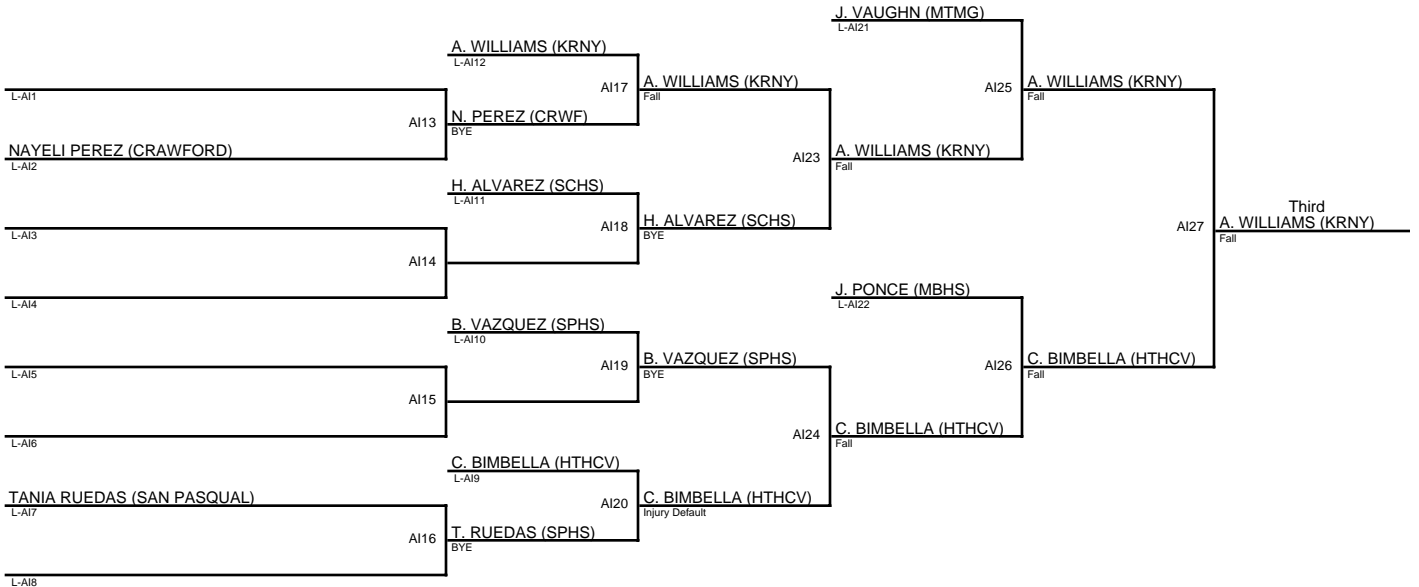 J. VAUGHN (MTMG)
L-AI21
A. WILLIAMS (KRNY)
L-AI12
AI17
A. WILLIAMS (KRNY)
Fall
AI25
A. WILLIAMS (KRNY)
Fall
L-AI1
AI13
N. PEREZ (CRWF)
BYE
NAYELI PEREZ (CRAWFORD)
L-AI2
AI23
A. WILLIAMS (KRNY)
Fall
H. ALVAREZ (SCHS)
L-AI11
AI18
H. ALVAREZ (SCHS)
BYE
L-AI3
AI14
L-AI4
AI27
Third
A. WILLIAMS (KRNY)
Fall
J. PONCE (MBHS)
L-AI22
B. VAZQUEZ (SPHS)
L-AI10
AI19
B. VAZQUEZ (SPHS)
BYE
AI26
C. BIMBELLA (HTHCV)
Fall
L-AI5
AI15
L-AI6
AI24
C. BIMBELLA (HTHCV)
Fall
C. BIMBELLA (HTHCV)
L-AI9
AI20
C. BIMBELLA (HTHCV)
Injury Default
TANIA RUEDAS (SAN PASQUAL)
L-AI7
AI16
T. RUEDAS (SPHS)
BYE
L-AI8